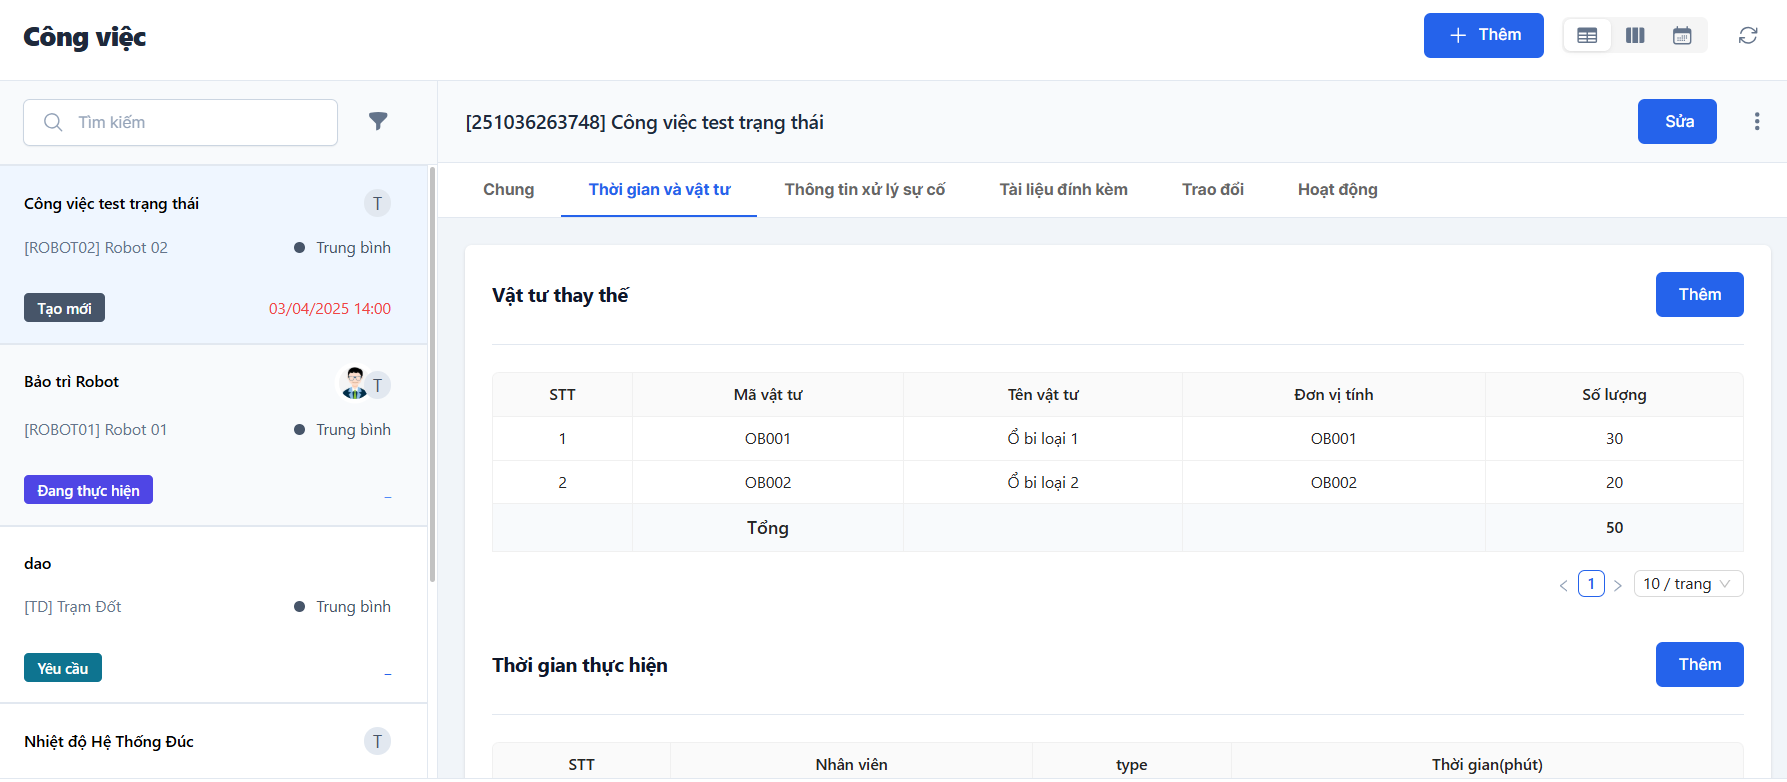 Công việc
Thêm
Tìm kiếm
Công việc test trạng thái
T
[ROBOT02] Robot 02
Trung bình
Tạo mới
03/04/2025 14:00
Bảo trì Robot
T
[ROBOT01] Robot 01
Trung bình
Đang thực hiện
_
dao
[TD] Trạm Đốt
Trung bình
Yêu cầu
_
Nhiệt độ Hệ Thống Đúc
T
[251036263748] Công việc test trạng thái
Sửa
Chung Thời gian và vật tư Thông tin xử lý sự cố Tài liệu đính kèm Trao đổi Hoạt động
Vật tư thay thế
Thêm
STT Mã vật tư Tên vật tư Đơn vị tính Số lượng
1 OB001 Ổ bi loại 1 OB001 30
2 OB002 Ổ bi loại 2 OB002 20
Tổng 50
< 1 > 10 / trang
Thời gian thực hiện
Thêm
STT Nhân viên type Thời gian(phút)